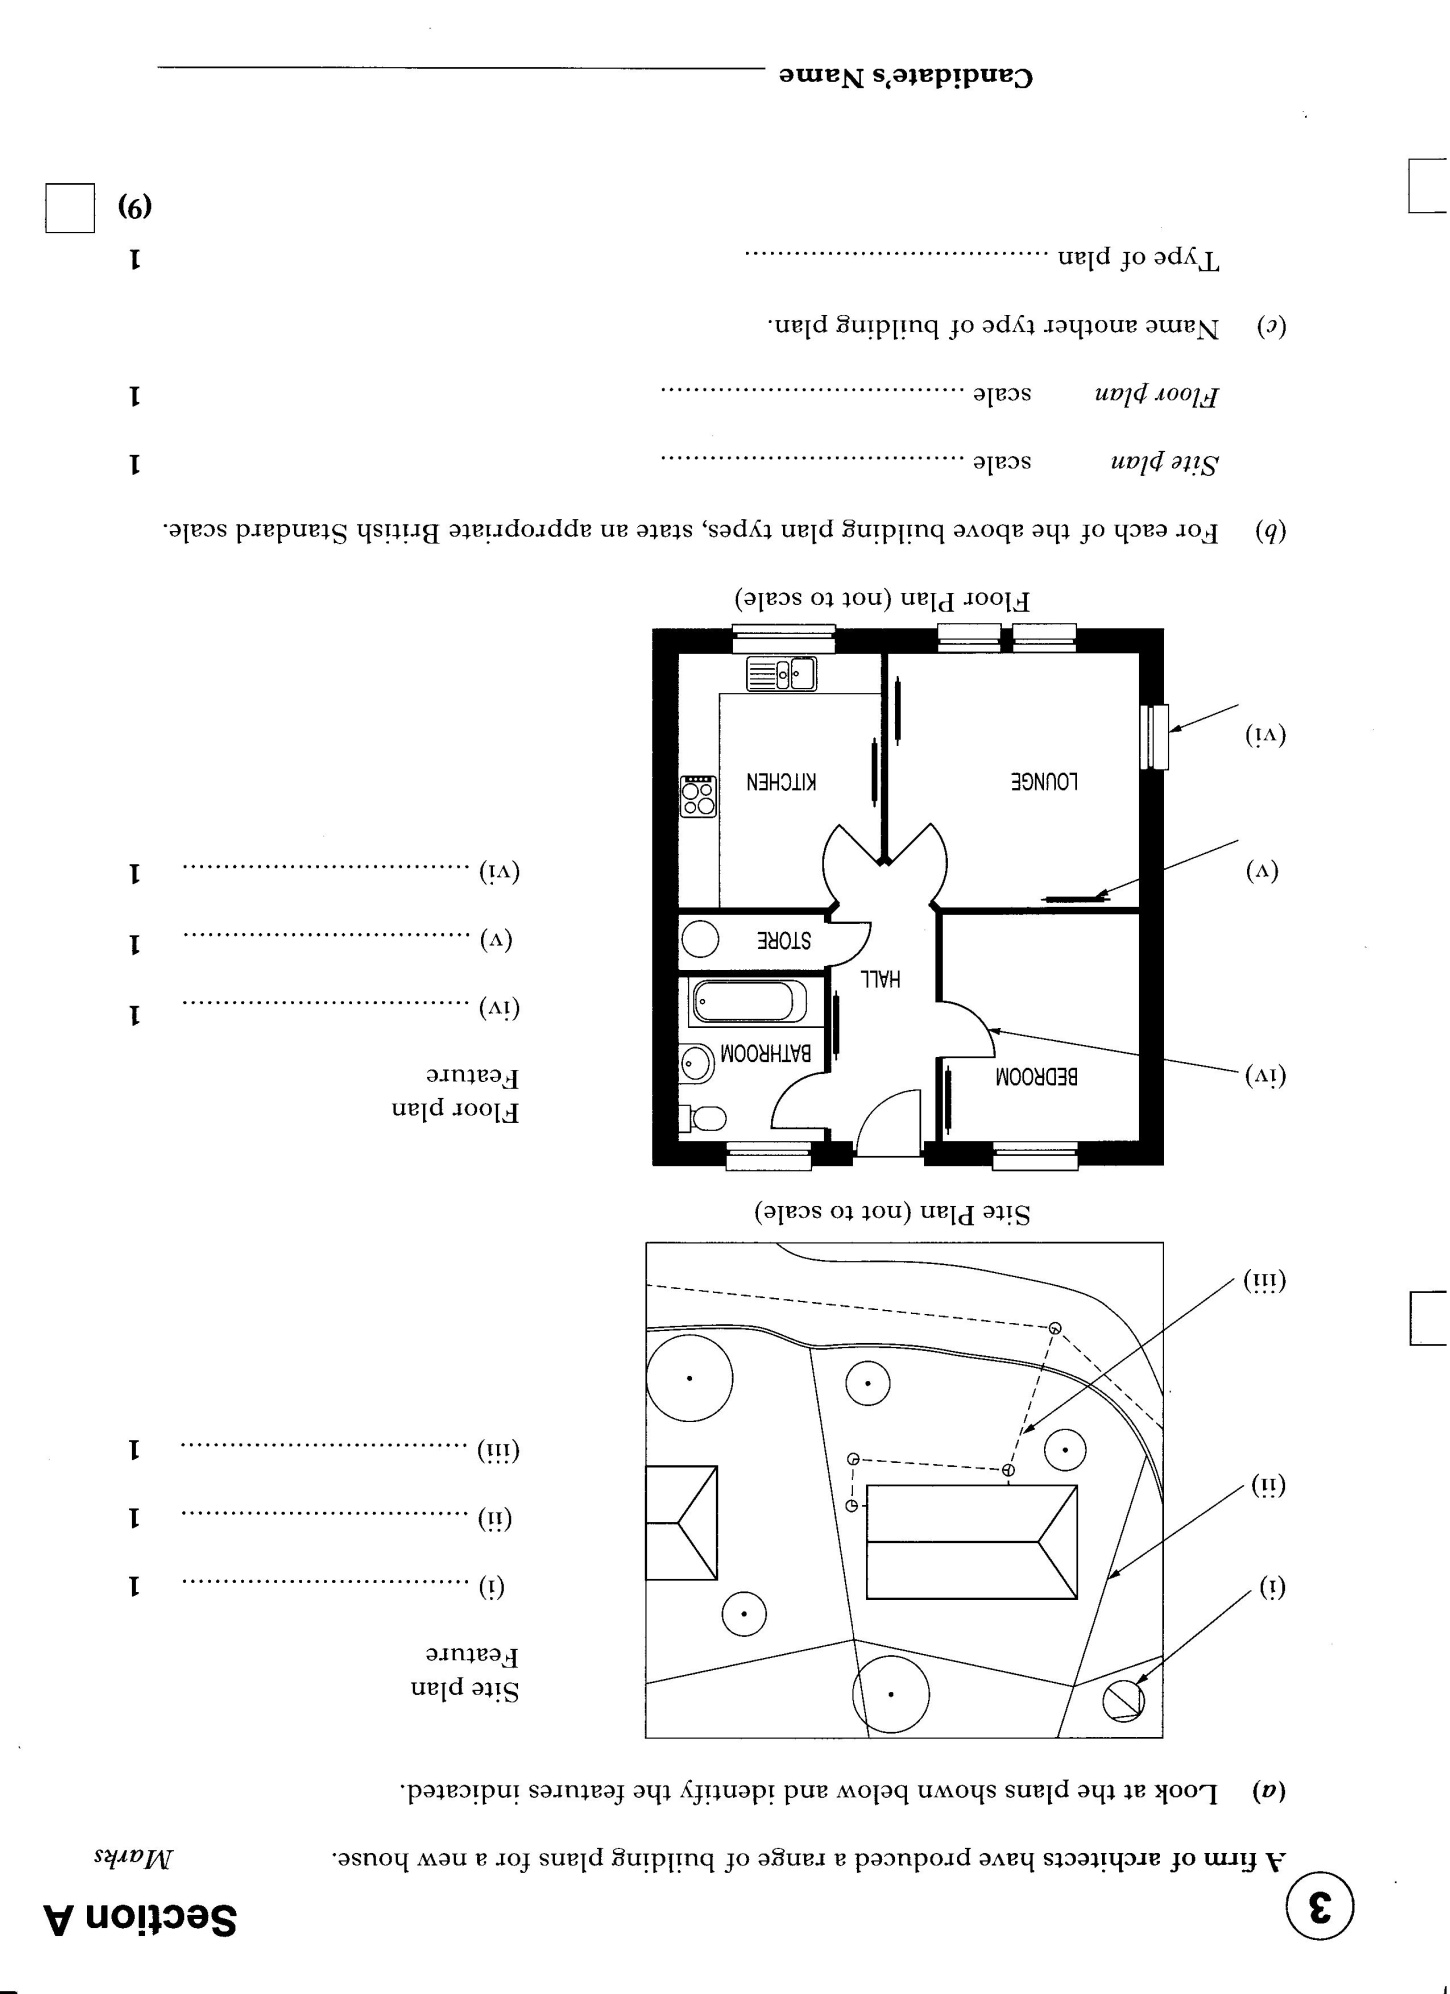 3
Section A
A firm of architects have produced a range of building plans for a new house.
Marks
(a) Look at the plans shown below and identify the features indicated.
Site plan
Feature
(i)
(ii)
(iii)
(i) ................................... 1
(ii) ................................... 1
(iii) ................................... 1
Site Plan (not to scale)
Floor plan
Feature
(iv)
(v)
(vi)
BEDROOM
BATHROOM
HALL
STORE
LOUNGE
KITCHEN
(iv) ................................... 1
(v) ................................... 1
(vi) ................................... 1
Floor Plan (not to scale)
(b) For each of the above building plan types, state an appropriate British Standard scale.
Site plan scale ..................................... 1
Floor plan scale ..................................... 1
(c) Name another type of building plan.
Type of plan ..................................... 1
(9)
Candidate's Name